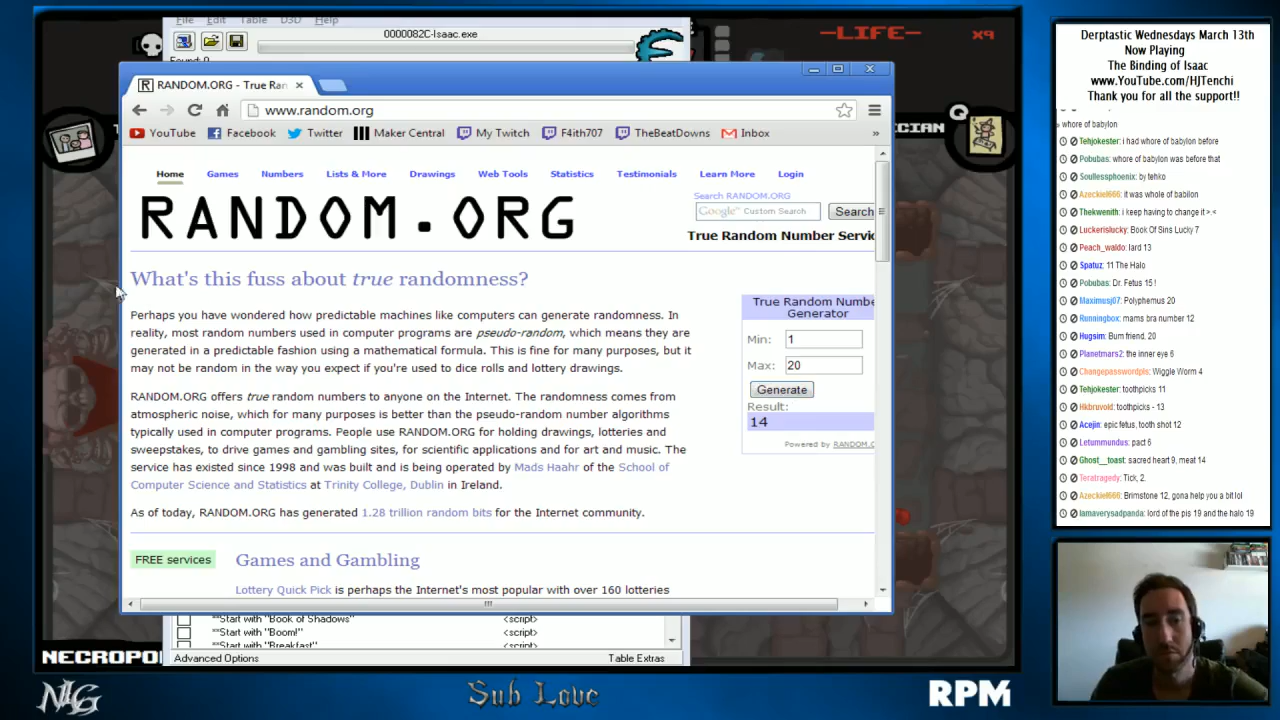 File Edit Table D3D Help
0000082C-Isaac.exe
Found: 0
-LIFE- x9
RANDOM.ORG - True Ran
www.random.org
YouTube Facebook Twitter Maker Central My Twitch F4ith707 TheBeatDowns Inbox »
Home Games Numbers Lists & More Drawings Web Tools Statistics Testimonials Learn More Login
Search RANDOM.ORG
RANDOM.ORG
Google™ Custom Search Search
True Random Number Servic
What's this fuss about true randomness?
Perhaps you have wondered how predictable machines like computers can generate randomness. In
reality, most random numbers used in computer programs are pseudo-random, which means they are
generated in a predictable fashion using a mathematical formula. This is fine for many purposes, but it
may not be random in the way you expect if you're used to dice rolls and lottery drawings.
RANDOM.ORG offers true random numbers to anyone on the Internet. The randomness comes from
atmospheric noise, which for many purposes is better than the pseudo-random number algorithms
typically used in computer programs. People use RANDOM.ORG for holding drawings, lotteries and
sweepstakes, to drive games and gambling sites, for scientific applications and for art and music. The
service has existed since 1998 and was built and is being operated by Mads Haahr of the School of
Computer Science and Statistics at Trinity College, Dublin in Ireland.
As of today, RANDOM.ORG has generated 1.28 trillion random bits for the Internet community.
True Random Numbe
Generator
Min: 1
Max: 20
Generate
Result:
14
Powered by RANDOM.O
FREE services
Games and Gambling
Lottery Quick Pick is perhaps the Internet's most popular with over 160 lotteries
"Start with "Book of Shadows" <script>
"Start with "Boom!" <script>
"Start with "Breakfast" <script>
Advanced Options Table Extras
CIAN
Q
NECROPO
NLG
Sub Love
RPM
Derptastic Wednesdays March 13th
Now Playing
The Binding of Isaac
www.YouTube.com/HJTenchi
Thank you for all the support!!
whore of babylon
Tehjokester: i had whore of babylon before
Pobubas: whore of babylon was before that
Soullessphoenix: by tehko
Azeckiel666: it was whole of babilon
Thekwenith: i keep having to change it >.<
Luckerislucky: Book Of Sins Lucky 7
Peach_waldo: lard 13
Spatuz: 11 The Halo
Pobubas: Dr. Fetus 15 !
Maximusj07: Polyphemus 20
Runningbox: mams bra number 12
Hugsim: Bum friend, 20
Planetmars2: the inner eye 6
Changepasswordpls: Wiggle Worm 4
Tehjokester: toothpicks 11
Hkbruvold: toothpicks - 13
Acejin: epic fetus, tooth shot 12
Letummundus: pact 6
Ghost__toast: sacred heart 9, meat 14
Teratragedy: Tick, 2.
Azeckiel666: Brimstone 12, gona help you a bit lol
Iamaverysadpanda: lord of the pis 19 and the halo 19